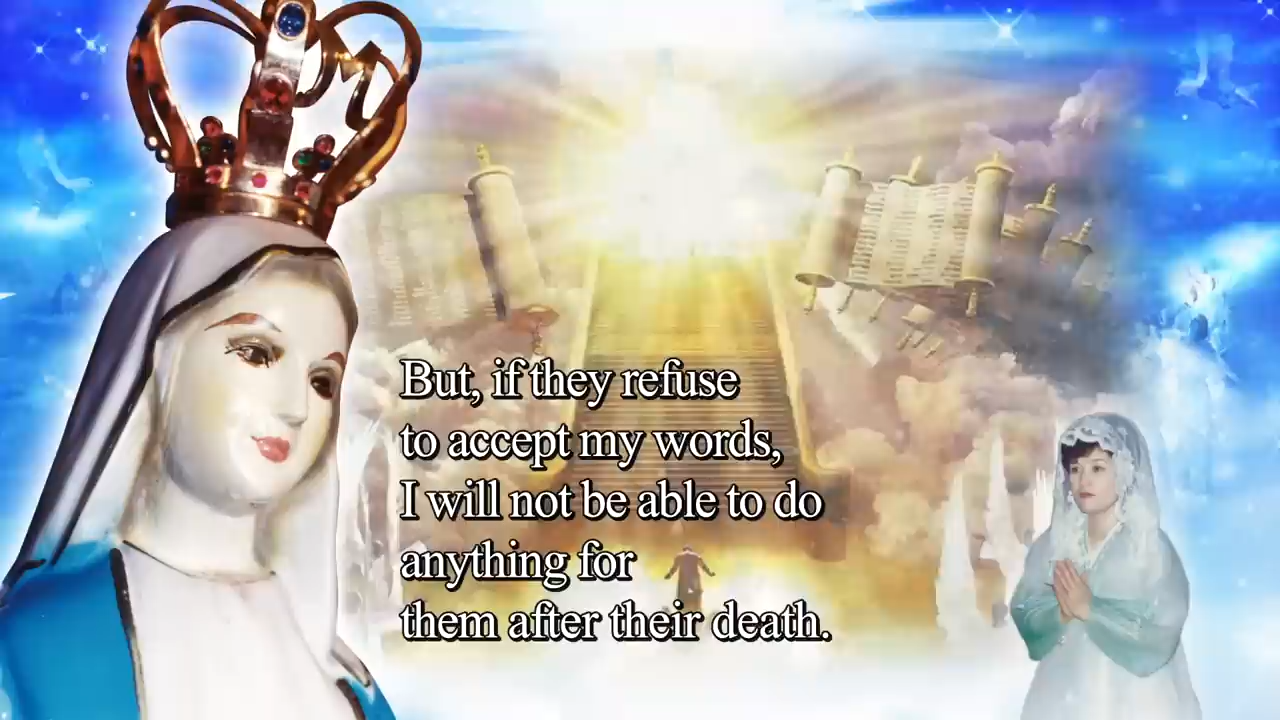 But, if they refuse
to accept my words,
I will not be able to do
anything for
them after their death.